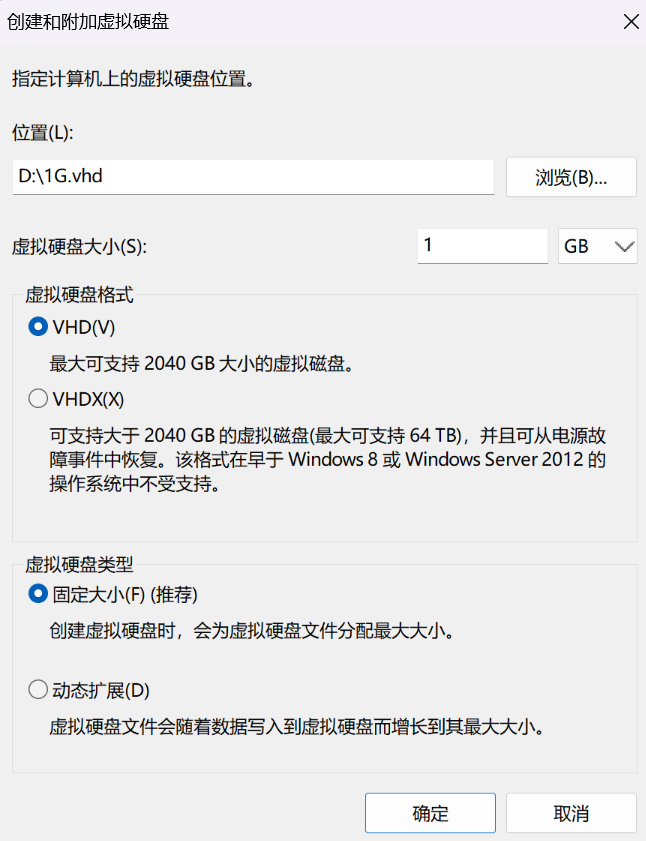 创建和附加虚拟硬盘
指定计算机上的虚拟硬盘位置。
位置(L):
D:\1G.vhd
浏览(B)...
虚拟硬盘大小(S):
1
GB
虚拟硬盘格式
VHD(V)
最大可支持 2040 GB 大小的虚拟磁盘。
VHDX(X)
可支持大于 2040 GB 的虚拟磁盘(最大可支持 64 TB)，并且可从电源故
障事件中恢复。该格式在早于 Windows 8 或 Windows Server 2012 的
操作系统中不受支持。
虚拟硬盘类型
固定大小(F) (推荐)
创建虚拟硬盘时，会为虚拟硬盘文件分配最大大小。
动态扩展(D)
虚拟硬盘文件会随着数据写入到虚拟硬盘而增长到其最大大小。
确定
取消